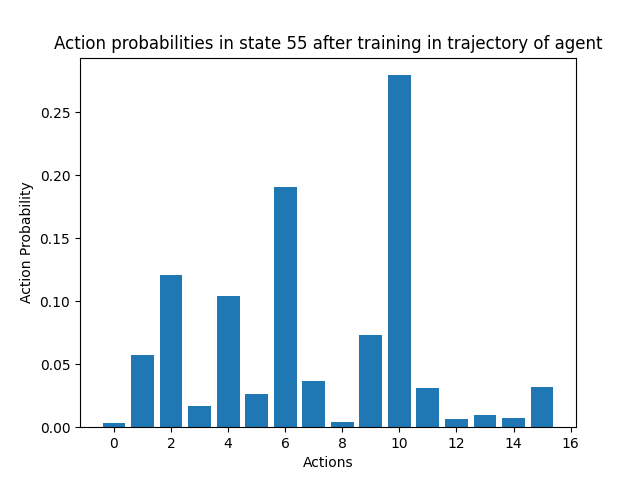 Action probabilities in state 55 after training in trajectory of agent
Action Probability
0.25
0.20
0.15
0.10
0.05
0.00
0 2 4 6 8 10 12 14 16
Actions